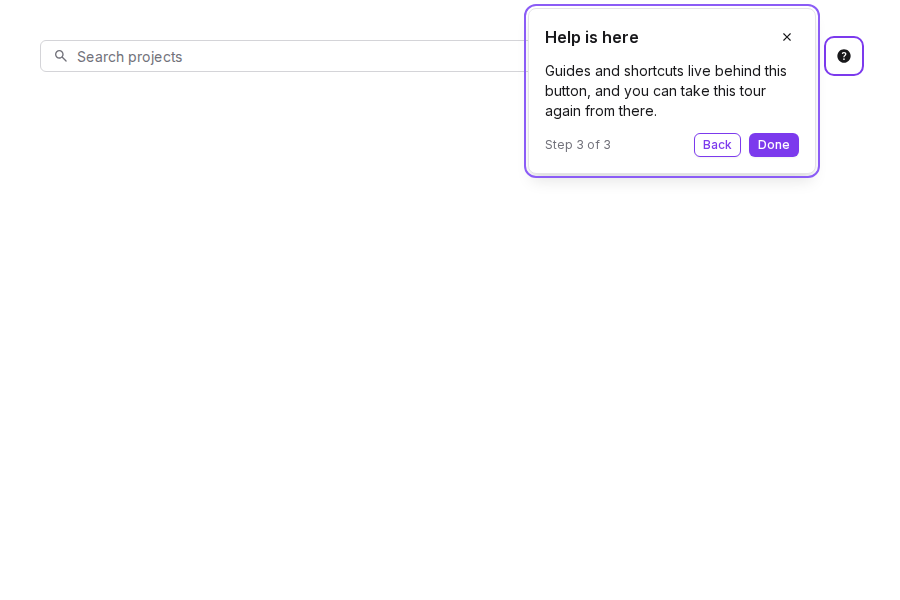 Search projects
Help is here
Guides and shortcuts live behind this
button, and you can take this tour
again from there.
Step 3 of 3
Back
Done